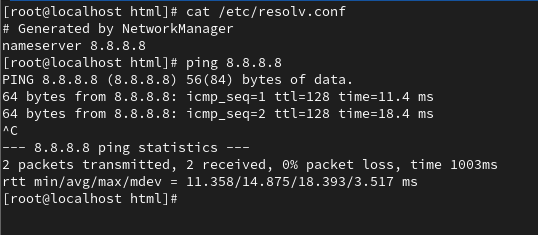 [root@localhost html]# cat /etc/resolv.conf
# Generated by NetworkManager
nameserver 8.8.8.8
[root@localhost html]# ping 8.8.8.8
PING 8.8.8.8 (8.8.8.8) 56(84) bytes of data.
64 bytes from 8.8.8.8: icmp_seq=1 ttl=128 time=11.4 ms
64 bytes from 8.8.8.8: icmp_seq=2 ttl=128 time=18.4 ms
^C
--- 8.8.8.8 ping statistics ---
2 packets transmitted, 2 received, 0% packet loss, time 1003ms
rtt min/avg/max/mdev = 11.358/14.875/18.393/3.517 ms
[root@localhost html]#